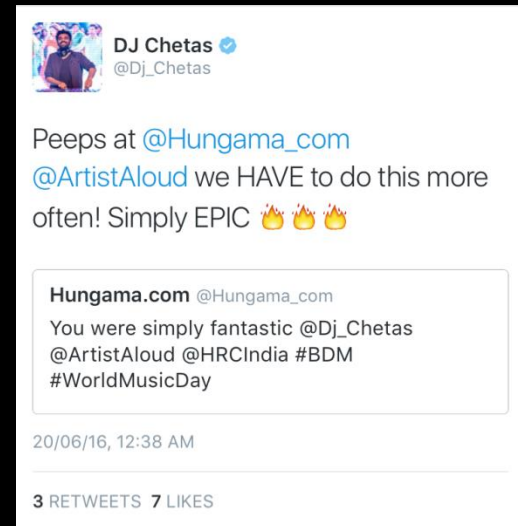 DJ Chetas
@Dj_Chetas
Peeps at @Hungama_com
@ArtistAloud we HAVE to do this more
often! Simply EPIC 🔥🔥🔥
Hungama.com @Hungama_com
You were simply fantastic @Dj_Chetas
@ArtistAloud @HRCIndia #BDM
#WorldMusicDay
20/06/16, 12:38 AM
3 RETWEETS 7 LIKES